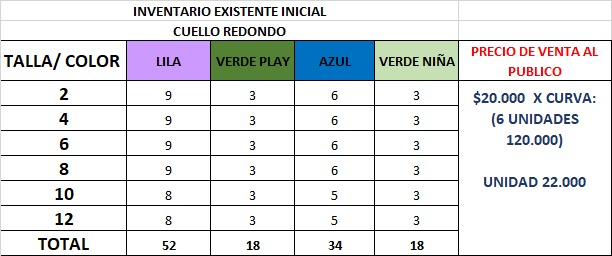 INVENTARIO EXISTENTE INICIAL
CUELLO REDONDO
TALLA/ COLOR LILA VERDE PLAY AZUL VERDE NIÑA PRECIO DE VENTA AL PUBLICO
2 9 3 6 3
4 9 3 6 3
6 9 3 6 3
8 9 3 6 3
10 8 3 5 3
12 8 3 5 3
TOTAL 52 18 34 18
$20.000 X CURVA:
(6 UNIDADES
120.000)
UNIDAD 22.000